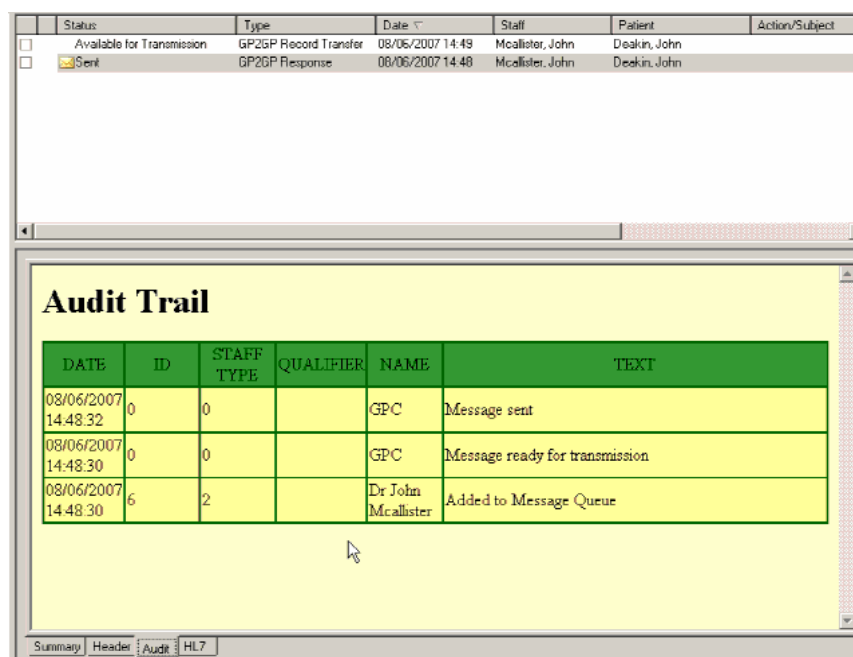 Status Type Date Staff Patient Action/Subject
Available for Transmission GP2GP Record Transfer 08/06/2007 14:49 Mcallister, John Deakin, John
Sent GP2GP Response 08/06/2007 14:48 Mcallister, John Deakin, John
Audit Trail
DATE ID STAFF TYPE QUALIFIER NAME TEXT
08/06/2007 14:48:32 0 0 GPC Message sent
08/06/2007 14:48:30 0 0 GPC Message ready for transmission
08/06/2007 14:48:30 6 2 Dr John Mcallister Added to Message Queue
Summary Header Audit HL7